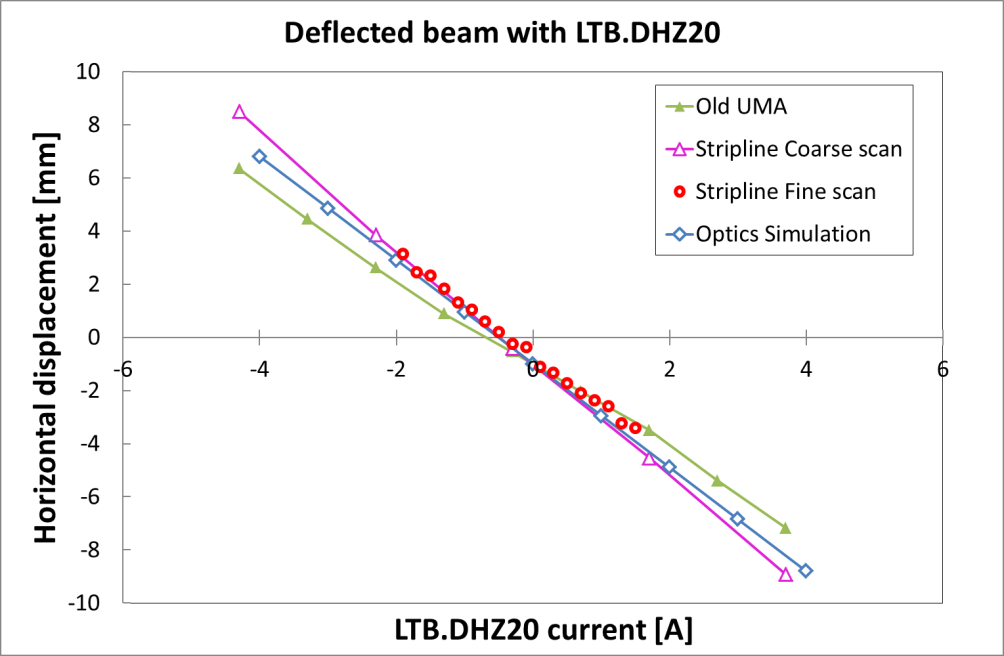 Deflected beam with LTB.DHZ20
10
8
6
4
2
0
-2
-4
-6
-8
-10
-6
-4
-2
0
2
4
6
Horizontal displacement [mm]
LTB.DHZ20 current [A]
Old UMA
Stripline Coarse scan
Stripline Fine scan
Optics Simulation